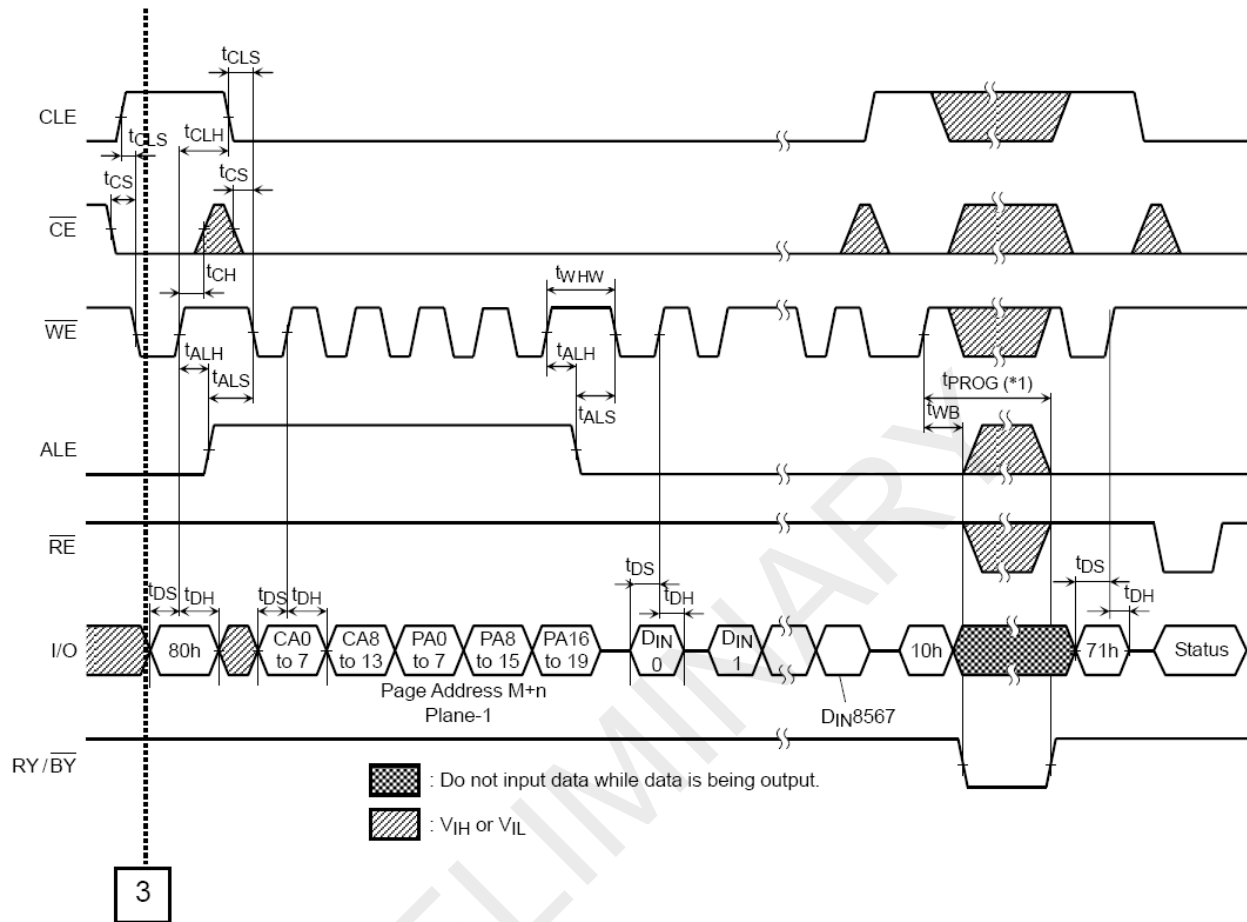 tCLS
CLE
tCLS
tCLH
tCS
tCS
CE
tCH
tWHW
WE
tALH
tALH
tALS
tPROG (*1)
tALS
tWB
ALE
RE
tDS
tDS
tDH
tDS
tDH
tDH
tDS
tDH
I/O
80h
CA0 to 7
CA8 to 13
PA0 to 7
PA8 to 15
PA16 to 19
DIN 0
DIN 1
10h
71h
Status
Page Address M+n
Plane-1
DIN8567
RY/BY
: Do not input data while data is being output.
: VIH or VIL
3
ELIMINARY